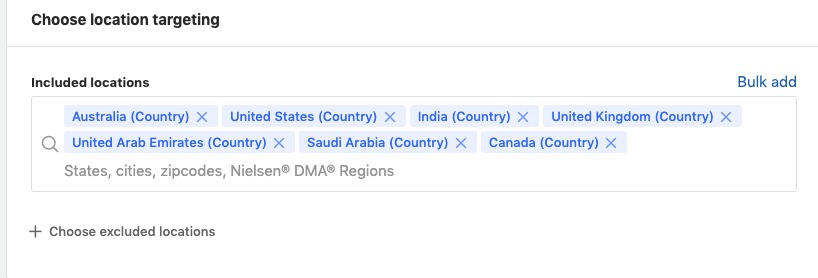 Choose location targeting
Included locations
Bulk add
Australia (Country) × United States (Country) × India (Country) × United Kingdom (Country) ×
United Arab Emirates (Country) × Saudi Arabia (Country) × Canada (Country) ×
States, cities, zipcodes, Nielsen® DMA® Regions
+ Choose excluded locations